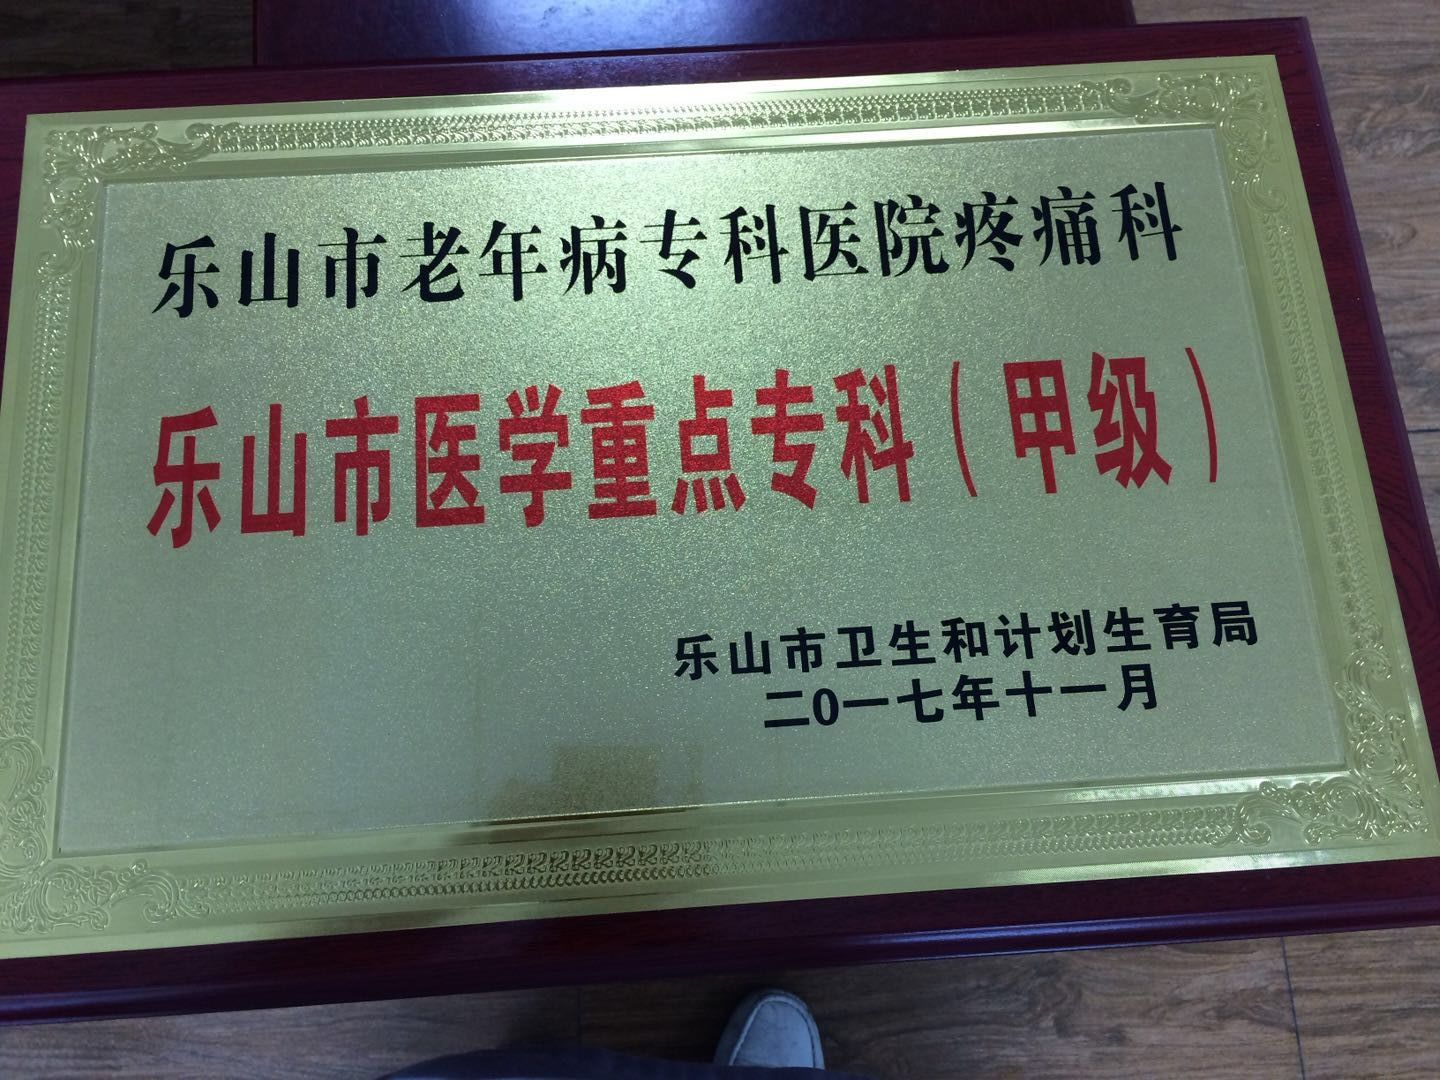 乐山市老年病专科医院疼痛科
乐山市医学重点专科（甲级）
乐山市卫生和计划生育局
二0一七年十一月